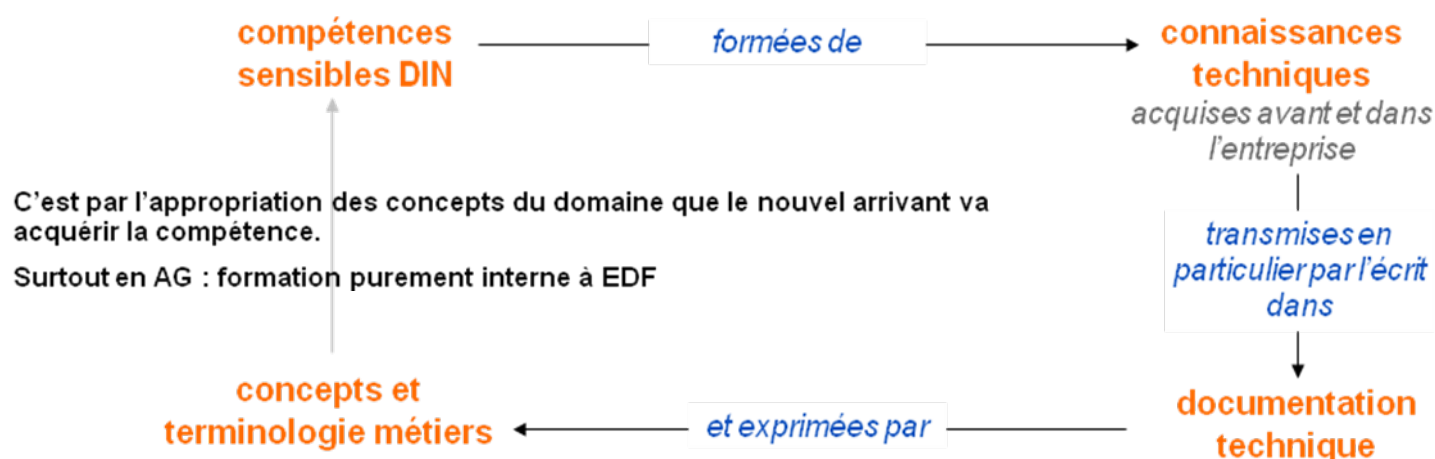 compétences
sensibles DIN
formées de
connaissances
techniques
acquises avant et dans
l'entreprise
C'est par l'appropriation des concepts du domaine que le nouvel arrivant va
acquérir la compétence.
Surtout en AG : formation purement interne à EDF
transmises en
particulier par l'écrit
dans
concepts et
terminologie métiers
et exprimées par
documentation
technique